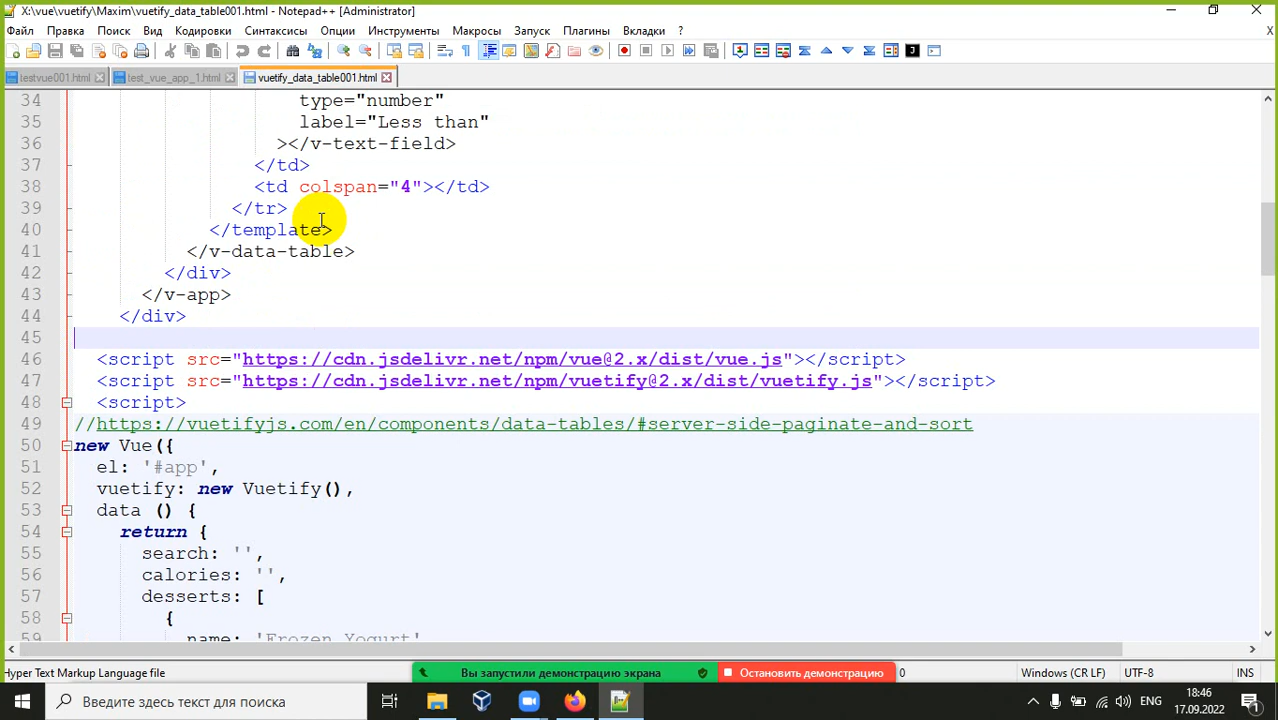 X:\vue\vuetify\Maxim\vuetify_data_table001.html - Notepad++ [Administrator]
Файл Правка Поиск Вид Кодировки Синтаксисы Опции Инструменты Макросы Запуск Плагины Вкладки ? X
testvue001.html test_vue_app_1.html vuetify_data_table001.html
34 type="number"
35 label="Less than"
36 ></v-text-field>
37 </td>
38 <td colspan="4"></td>
39 </tr>
40 </template>
41 </v-data-table>
42 </div>
43 </v-app>
44 </div>
45
46 <script src="https://cdn.jsdelivr.net/npm/vue@2.x/dist/vue.js"></script>
47 <script src="https://cdn.jsdelivr.net/npm/vuetify@2.x/dist/vuetify.js"></script>
48 <script>
49 //https://vuetifyjs.com/en/components/data-tables/#server-side-paginate-and-sort
50 new Vue({
51 el: '#app',
52 vuetify: new Vuetify(),
53 data () {
54 return {
55 search: '',
56 calories: '',
57 desserts: [
58 {
59 name: 'Frozen Yogurt'
Hyper Text Markup Language file Вы запустили демонстрацию экрана Остановить демонстрацию 0 Windows (CR LF) UTF-8 INS
Введите здесь текст для поиска ENG 18:46
17.09.2022 1